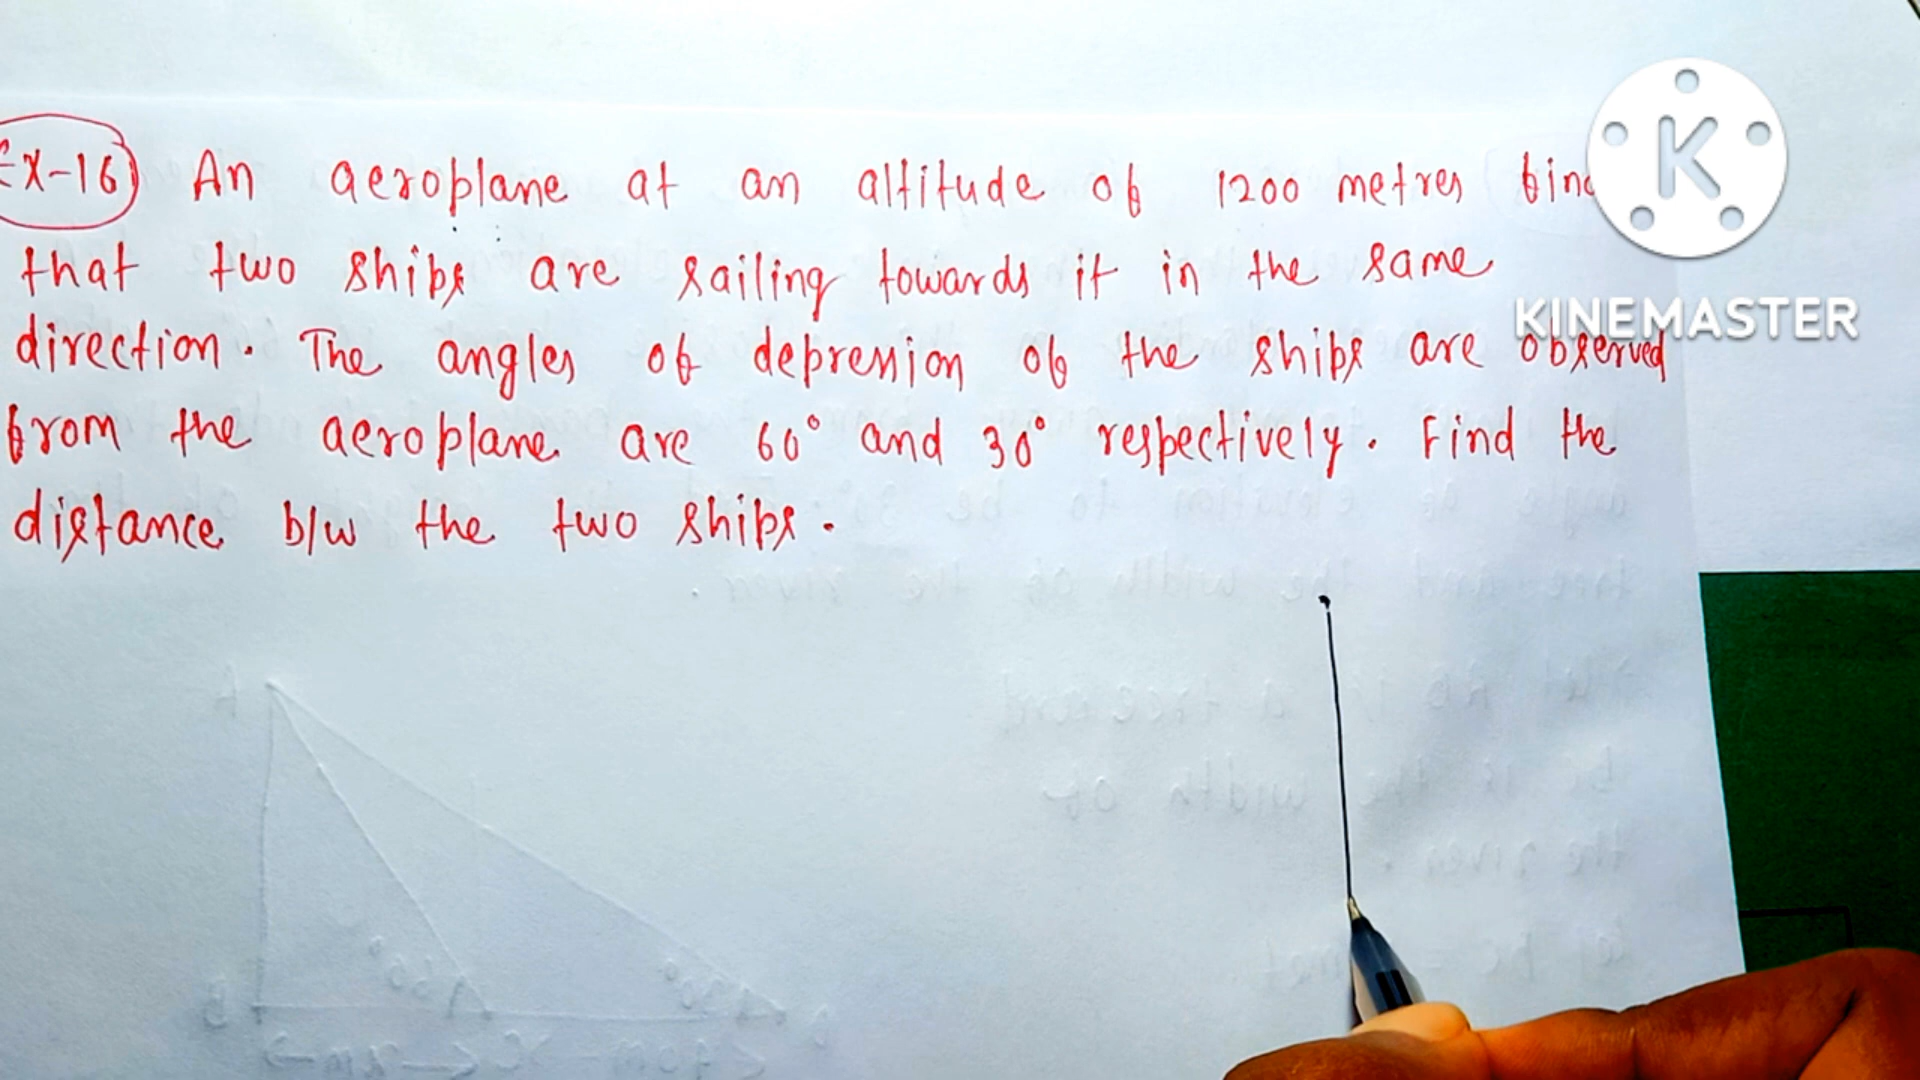 Ex-16) An aeroplane at an altitude of 1200 metres find
that two ships are sailing towards it in the same
direction. The angles of depression of the ships are observed
from the aeroplane are 60° and 30° respectively. Find the
distance b/w the two ships.
K
KINEMASTER